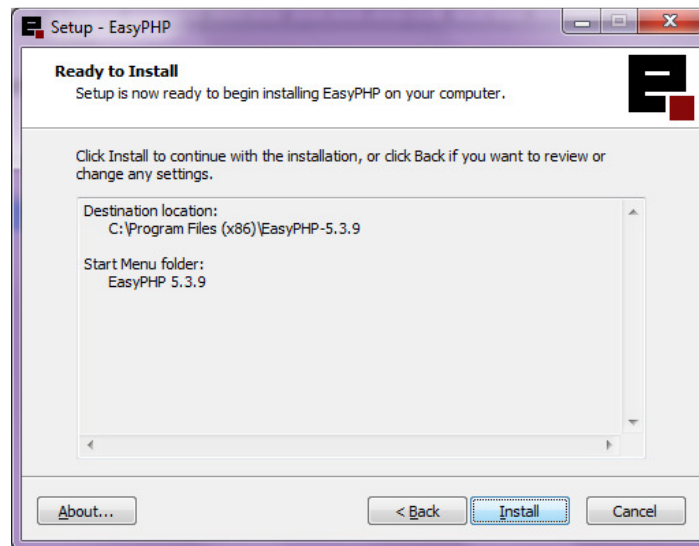 Setup - EasyPHP
Ready to Install
Setup is now ready to begin installing EasyPHP on your computer.
Click Install to continue with the installation, or click Back if you want to review or
change any settings.
Destination location:
C:\Program Files (x86)\EasyPHP-5.3.9
Start Menu folder:
EasyPHP 5.3.9
About...
< Back
Install
Cancel